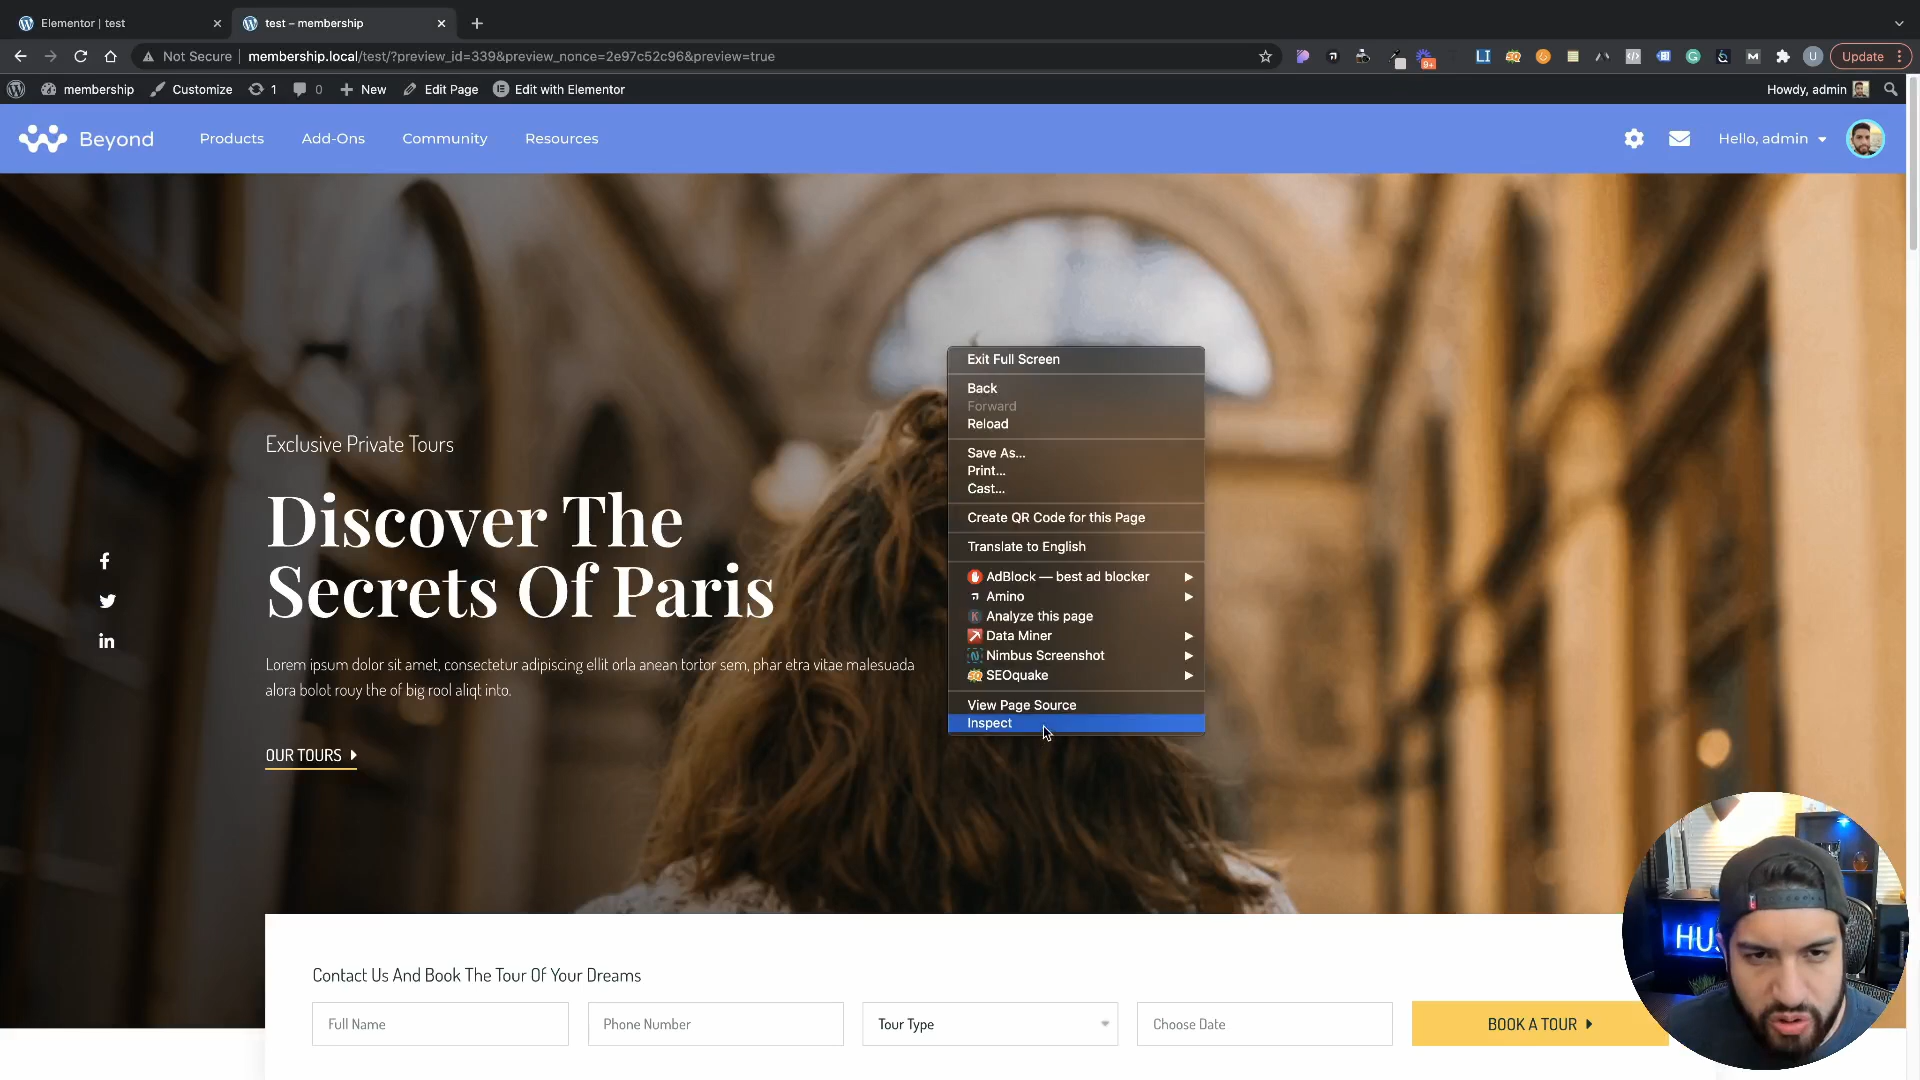 Elementor | test
test – membership
Not Secure
membership.local/test/?preview_id=339&preview_nonce=2e97c52c96&preview=true
9+
LI
M
U
Update
membership
Customize
1
0
New
Edit Page
Edit with Elementor
Howdy, admin
Beyond
Products
Add-Ons
Community
Resources
Hello, admin
Exit Full Screen
Back
Forward
Reload
Save As...
Print...
Cast...
Create QR Code for this Page
Translate to English
AdBlock — best ad blocker
Amino
Analyze this page
Data Miner
Nimbus Screenshot
SEOquake
View Page Source
Inspect
Exclusive Private Tours
Discover The
Secrets Of Paris
Lorem ipsum dolor sit amet, consectetur adipiscing ellit orla anean tortor sem, phar etra vitae malesuada
alora bolot rouy the of big rool aliqt into.
OUR TOURS
Contact Us And Book The Tour Of Your Dreams
Full Name
Phone Number
Tour Type
Choose Date
BOOK A TOUR
HUS